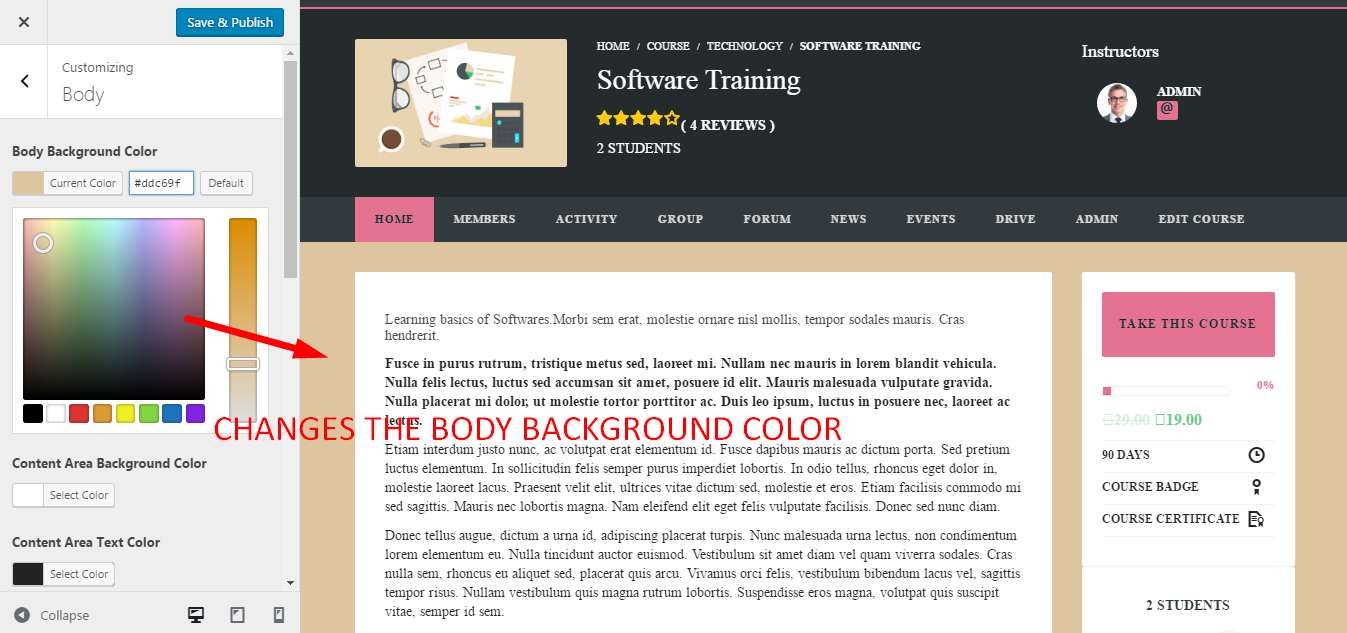 Save & Publish
Customizing
Body
Body Background Color
Current Color
#ddc69f
Default
Content Area Background Color
Select Color
Content Area Text Color
Select Color
Collapse
HOME / COURSE / TECHNOLOGY / SOFTWARE TRAINING
Software Training
( 4 REVIEWS )
2 STUDENTS
Instructors
ADMIN
@
HOME MEMBERS ACTIVITY GROUP FORUM NEWS EVENTS DRIVE ADMIN EDIT COURSE
Learning basics of Softwares.Morbi sem erat, molestie ornare nisl mollis, tempor sodales mauris. Cras
hendrerit.
Fusce in purus rutrum, tristique metus sed, laoreet mi. Nullam nec mauris in lorem blandit vehicula.
Nulla felis lectus, luctus sed accumsan sit amet, posuere id elit. Mauris malesuada vulputate gravida.
Nulla placerat mi dolor, ut molestie tortor porttitor ac. Duis leo ipsum, luctus in posuere nec, laoreet ac
lectus.
CHANGES THE BODY BACKGROUND COLOR
Etiam interdum justo nunc, ac volutpat erat elementum id. Fusce dapibus mauris ac dictum porta. Sed pretium
luctus elementum. In sollicitudin felis semper purus imperdiet lobortis. In odio tellus, rhoncus eget dolor in,
molestie laoreet lacus. Praesent velit elit, ultrices vitae dictum sed, molestie et eros. Etiam facilisis commodo mi
sed sagittis. Mauris nec lobortis magna. Nam eleifend elit eget felis vulputate facilisis. Donec sed nunc diam.
Donec tellus augue, dictum a urna id, adipiscing placerat turpis. Nunc malesuada urna lectus, non condimentum
lorem elementum eu. Nulla tincidunt auctor euismod. Vestibulum sit amet diam vel quam viverra sodales. Cras
nulla sem, rhoncus eu aliquet sed, placerat quis arcu. Vivamus orci felis, vestibulum bibendum lacus vel, sagittis
tempor risus. Nullam vestibulum quis magna rutrum lobortis. Suspendisse eros magna, volutpat quis suscipit
vitae, semper id sem.
TAKE THIS COURSE
0%
29.00 19.00
90 DAYS
COURSE BADGE
COURSE CERTIFICATE
2 STUDENTS